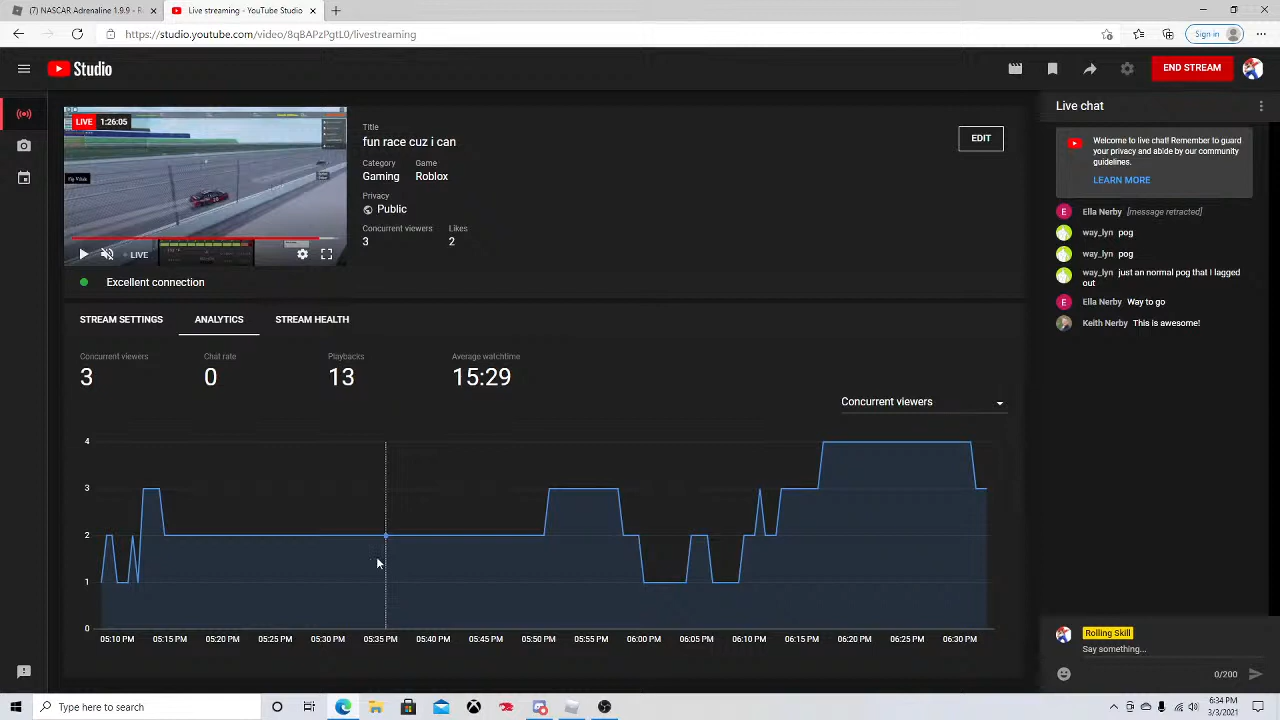 (7) NASCAR Adrenaline 1.9.9 - R
Live streaming - YouTube Studio
https://studio.youtube.com/video/8qBAPzPgtL0/livestreaming
Sign in
Studio
END STREAM
LIVE 1:26:05
LIVE
Title
fun race cuz i can
EDIT
Category Game
Gaming Roblox
Privacy
Public
Concurrent viewers Likes
3 2
Excellent connection
STREAM SETTINGS ANALYTICS STREAM HEALTH
Concurrent viewers Chat rate Playbacks Average watchtime
3 0 13 15:29
Concurrent viewers
4
3
2
1
0
05:10 PM 05:15 PM 05:20 PM 05:25 PM 05:30 PM 05:35 PM 05:40 PM 05:45 PM 05:50 PM 05:55 PM 06:00 PM 06:05 PM 06:10 PM 06:15 PM 06:20 PM 06:25 PM 06:30 PM
Live chat
Welcome to live chat! Remember to guard
your privacy and abide by our community
guidelines.
LEARN MORE
E Ella Nerby [message retracted]
way_lyn pog
way_lyn pog
way_lyn just an normal pog that I lagged
out
E Ella Nerby Way to go
Keith Nerby This is awesome!
Rolling Skill
Say something...
0/200
Type here to search
6:34 PM
3/3/2021